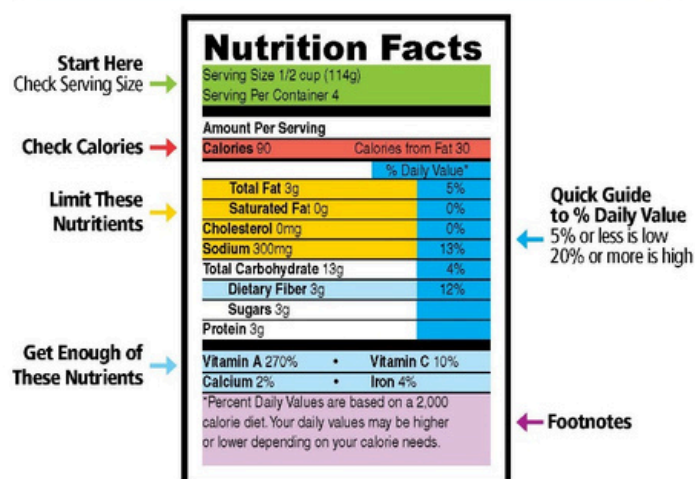 Nutrition Facts
Start Here
Check Serving Size
Serving Size 1/2 cup (114g)
Serving Per Container 4
Amount Per Serving
Check Calories
Calories 90 Calories from Fat 30
% Daily Value*
Limit These
Nutritients
Total Fat 3g 5%
Saturated Fat 0g 0%
Cholesterol 0mg 0%
Sodium 300mg 13%
Total Carbohydrate 13g 4%
Dietary Fiber 3g 12%
Sugars 3g
Protein 3g
Quick Guide
to % Daily Value
5% or less is low
20% or more is high
Get Enough of
These Nutrients
Vitamin A 270% • Vitamin C 10%
Calcium 2% • Iron 4%
*Percent Daily Values are based on a 2,000
calorie diet. Your daily values may be higher
or lower depending on your calorie needs.
Footnotes